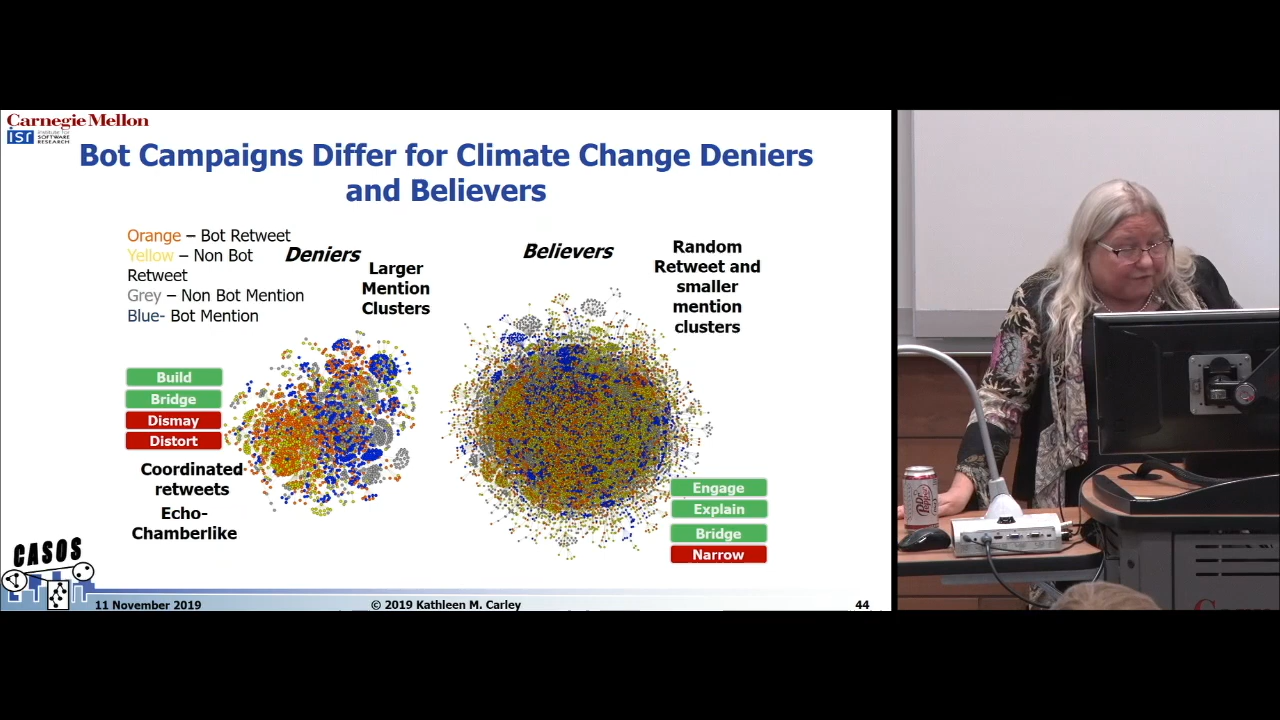 Carnegie Mellon
isr institute for
SOFTWARE
RESEARCH
Bot Campaigns Differ for Climate Change Deniers
and Believers
Orange – Bot Retweet
Yellow – Non Bot
Retweet
Grey – Non Bot Mention
Blue- Bot Mention
Deniers
Larger
Mention
Clusters
Believers
Random
Retweet and
smaller
mention
clusters
Build
Bridge
Dismay
Distort
Coordinated
retweets
Echo-
Chamberlike
Engage
Explain
Bridge
Narrow
CASOS
11 November 2019
© 2019 Kathleen M. Carley
44
Dr Pepper